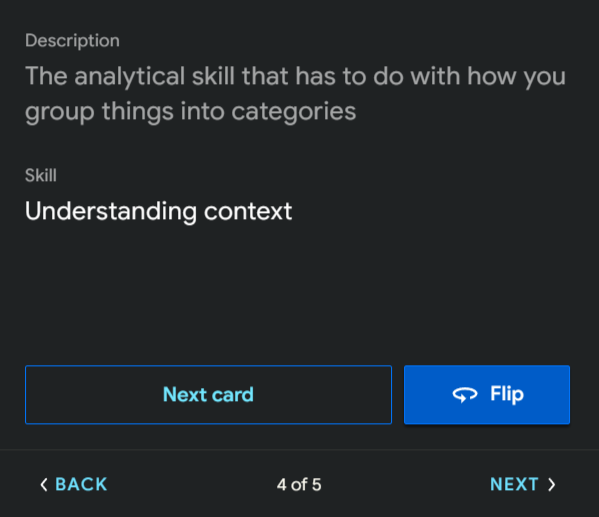 Description
The analytical skill that has to do with how you
group things into categories
Skill
Understanding context
Next card
Flip
BACK
4 of 5
NEXT